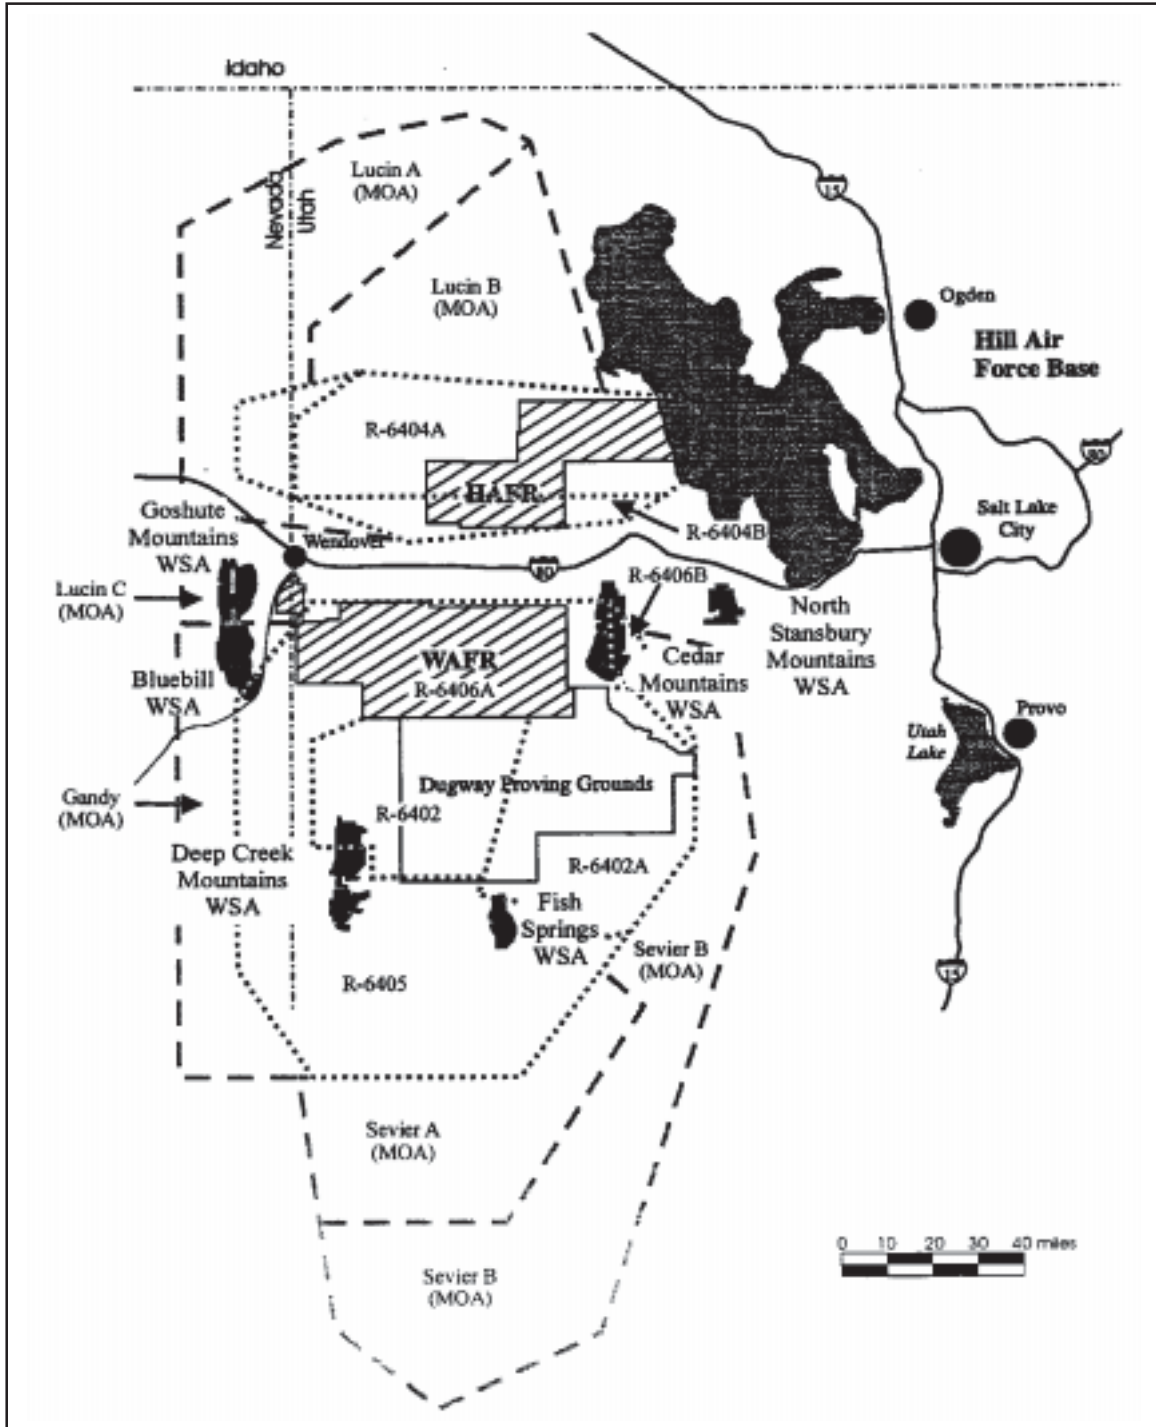 Idaho
Nevada
Utah
Lucin A
(MOA)
15
Lucin B
(MOA)
Ogden
Hill Air
Force Base
R-6404A
80
HAFR
Goshute
Mountains
WSA
Wendover
R-6404B
Salt Lake
City
80
R-6406B
Lucin C
(MOA)
North
Stansbury
Mountains
WSA
WAFR
R-6406A
Cedar
Mountains
WSA
Bluebill
WSA
Utah
Lake
Provo
Gandy
(MOA)
Dugway Proving Grounds
R-6402
Deep Creek
Mountains
WSA
R-6402A
Fish
Springs
WSA
Sevier B
(MOA)
15
R-6405
Sevier A
(MOA)
0 10 20 30 40 miles
Sevier B
(MOA)